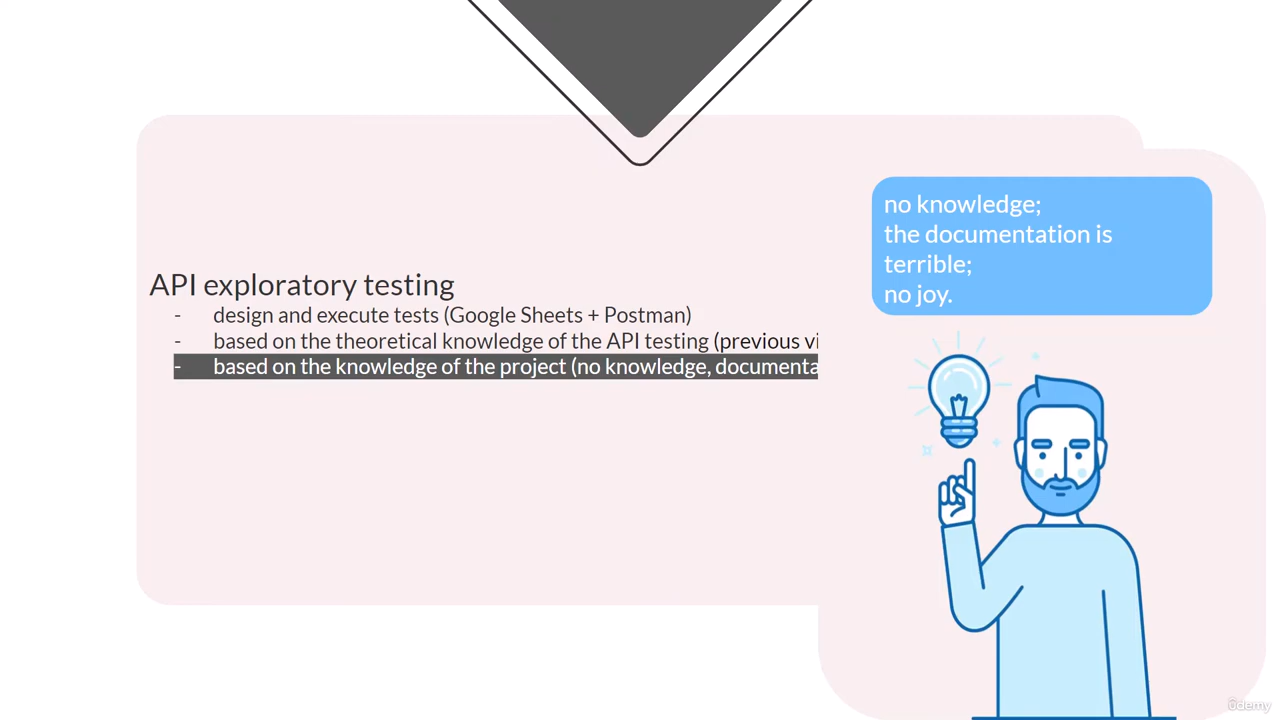 API exploratory testing
- design and execute tests (Google Sheets + Postman)
- based on the theoretical knowledge of the API testing (previous vi
- based on the knowledge of the project (no knowledge, documenta
no knowledge;
the documentation is
terrible;
no joy.
ûdemy